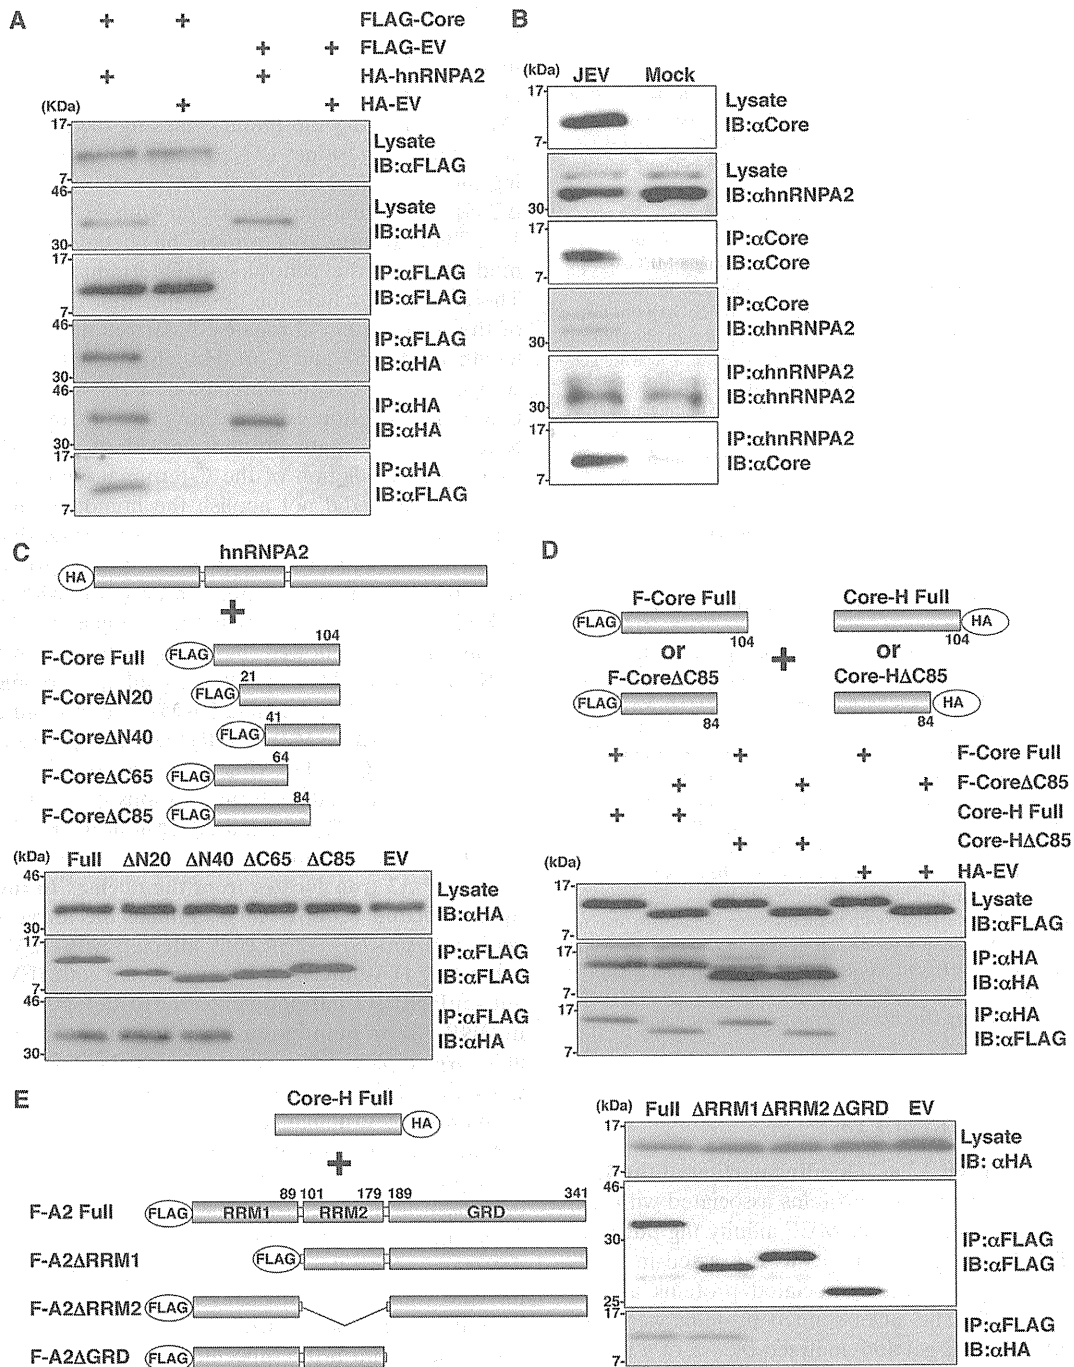 A
+ + FLAG-Core
+ + FLAG-EV
+ + HA-hnRNPA2
+ + HA-EV
(KDa)
17-
7-
Lysate
IB:αFLAG
46-
30-
Lysate
IB:αHA
17-
7-
IP:αFLAG
IB:αFLAG
46-
30-
IP:αFLAG
IB:αHA
46-
30-
IP:αHA
IB:αHA
17-
7-
IP:αHA
IB:αFLAG
B
(kDa) JEV Mock
17-
7-
Lysate
IB:αCore
30-
Lysate
IB:αhnRNPA2
17-
7-
IP:αCore
IB:αCore
30-
IP:αCore
IB:αhnRNPA2
30-
IP:αhnRNPA2
IB:αhnRNPA2
17-
7-
IP:αhnRNPA2
IB:αCore
C
hnRNPA2
HA
+
104
F-Core Full FLAG
21
F-CoreΔN20 FLAG
41
F-CoreΔN40 FLAG
64
F-CoreΔC65 FLAG
84
F-CoreΔC85 FLAG
(kDa) Full ΔN20 ΔN40 ΔC65 ΔC85 EV
46-
30-
Lysate
IB:αHA
17-
7-
IP:αFLAG
IB:αFLAG
46-
30-
IP:αFLAG
IB:αHA
D
F-Core Full
FLAG
104
or
F-CoreΔC85
FLAG
84
+
Core-H Full
HA
104
or
Core-HΔC85
HA
84
+ + + F-Core Full
+ + + F-CoreΔC85
+ + Core-H Full
+ + Core-HΔC85
+ + HA-EV
(kDa)
17-
7-
Lysate
IB:αFLAG
17-
7-
IP:αHA
IB:αHA
17-
7-
IP:αHA
IB:αFLAG
E
Core-H Full
HA
+
89 101 179 189 341
F-A2 Full FLAG RRM1 RRM2 GRD
F-A2ΔRRM1 FLAG
F-A2ΔRRM2 FLAG
F-A2ΔGRD FLAG
(kDa) Full ΔRRM1 ΔRRM2 ΔGRD EV
17-
7-
Lysate
IB: αHA
46
30-
25-
IP:αFLAG
IB:αFLAG
17-
7-
IP:αFLAG
IB:αHA